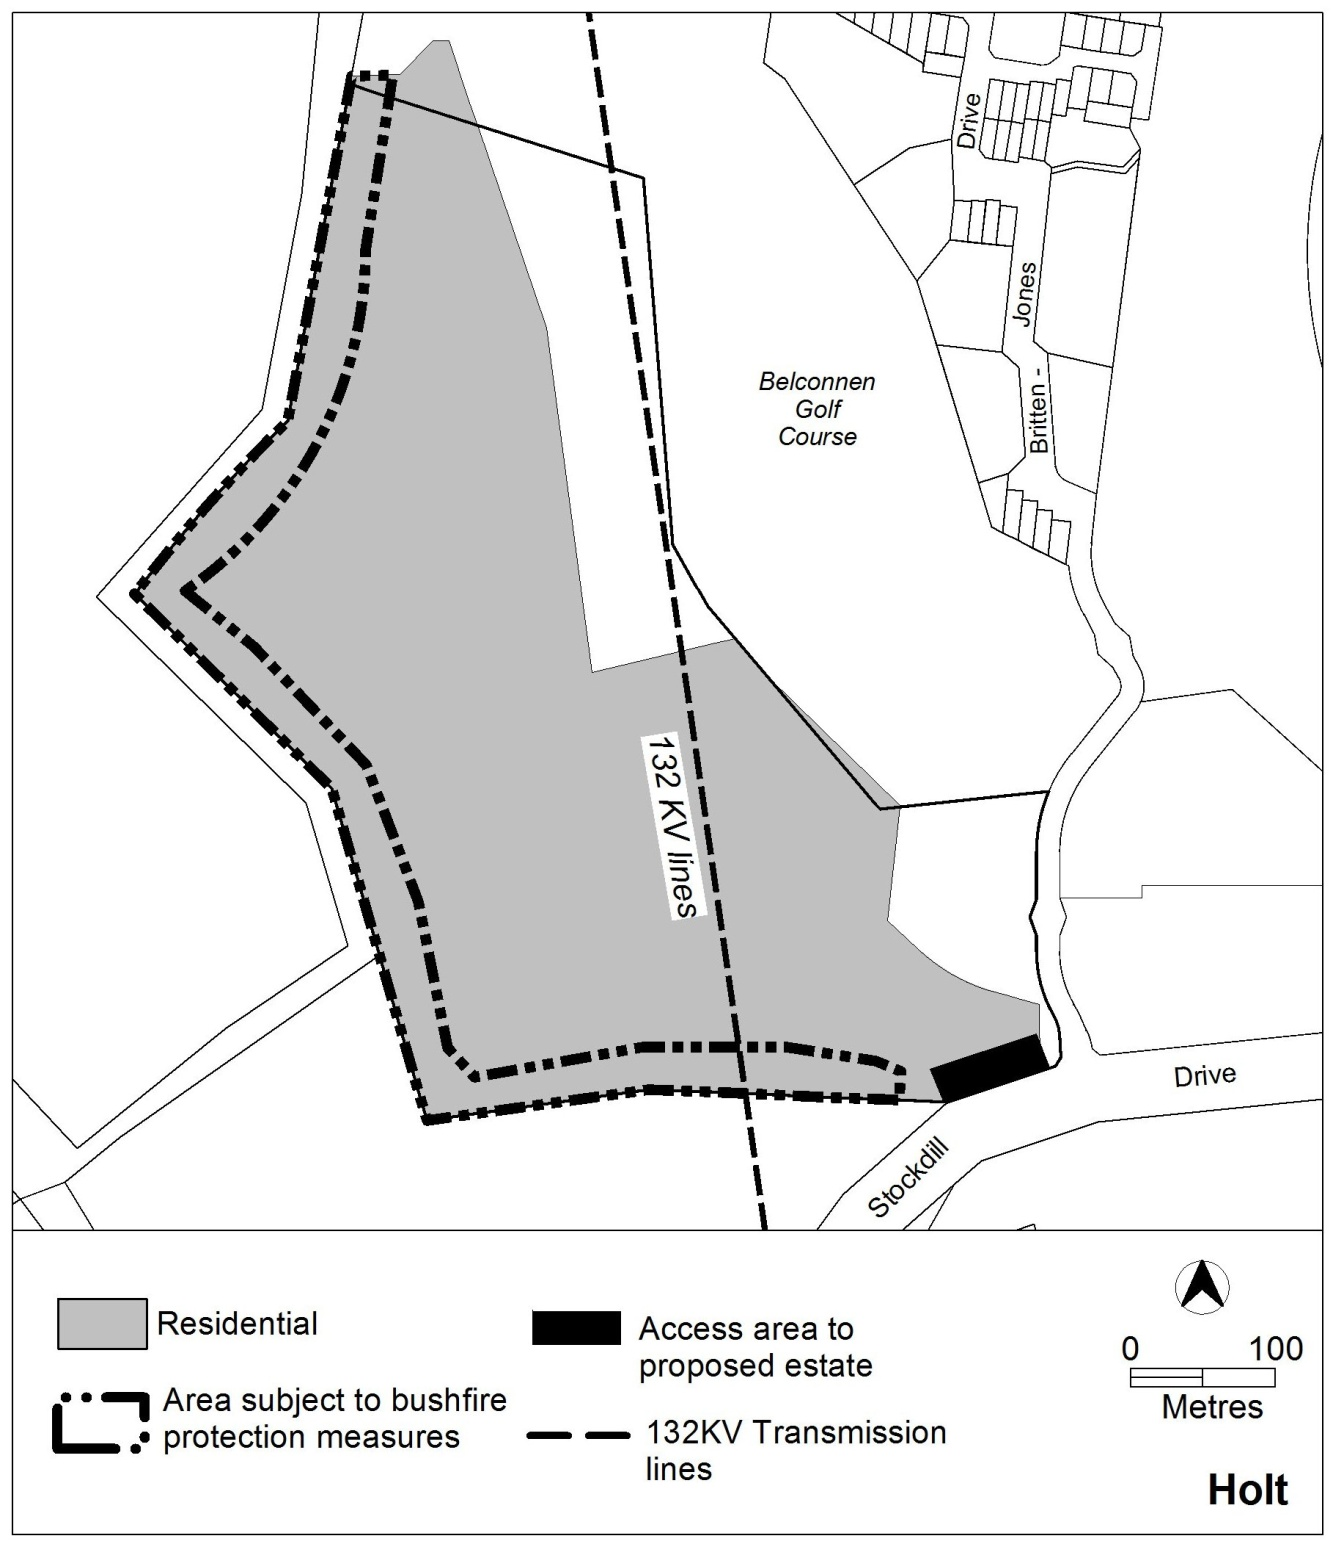 Drive
Jones
Britten -
Belconnen
Golf
Course
132 KV lines
Drive
Stockdill
Residential
Area subject to bushfire
protection measures
Access area to
proposed estate
132KV Transmission
lines
0 100
Metres
Holt